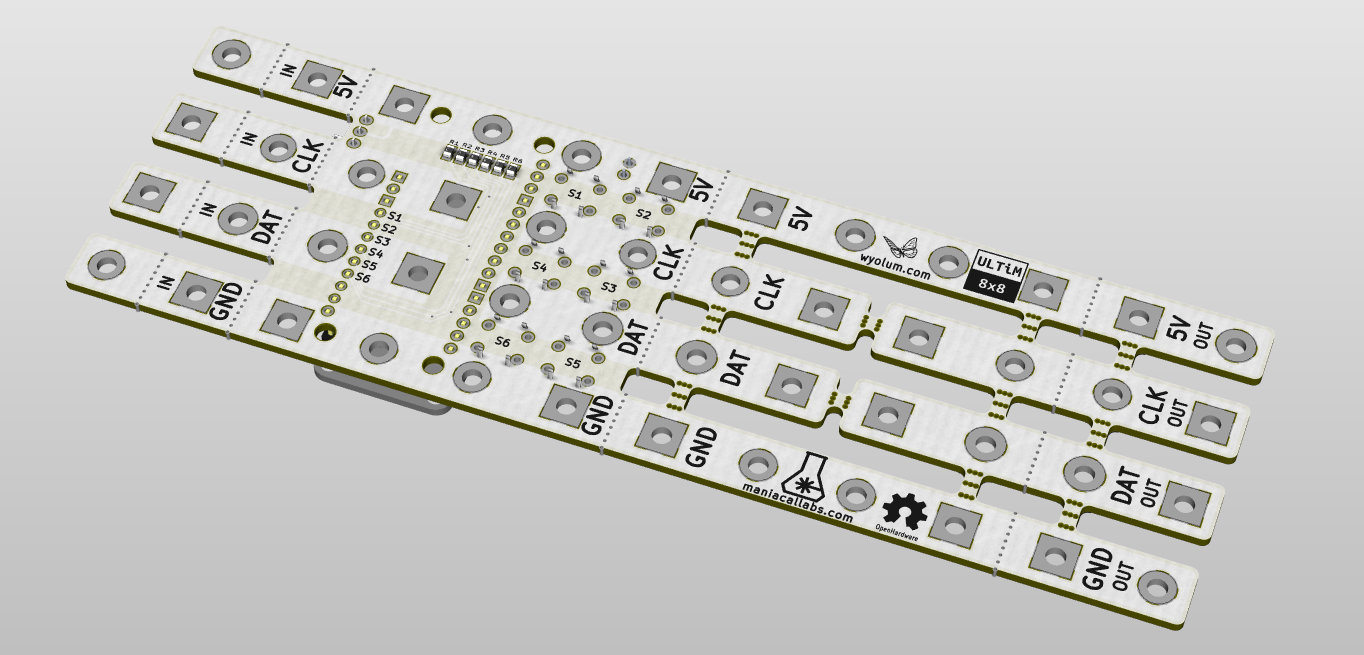 IN
5V
IN
CLK
IN
DAT
IN
GND
R1 R2 R3 R4 R5 R6
S1
S2
S3
S4
S5
S6
S1
S2
S4
S3
S6
S5
5V
CLK
DAT
GND
5V
CLK
DAT
GND
wyolum.com
ULTiM
8x8
maniacallabs.com
OpenHardware
5V
OUT
CLK
OUT
DAT
OUT
GND
OUT